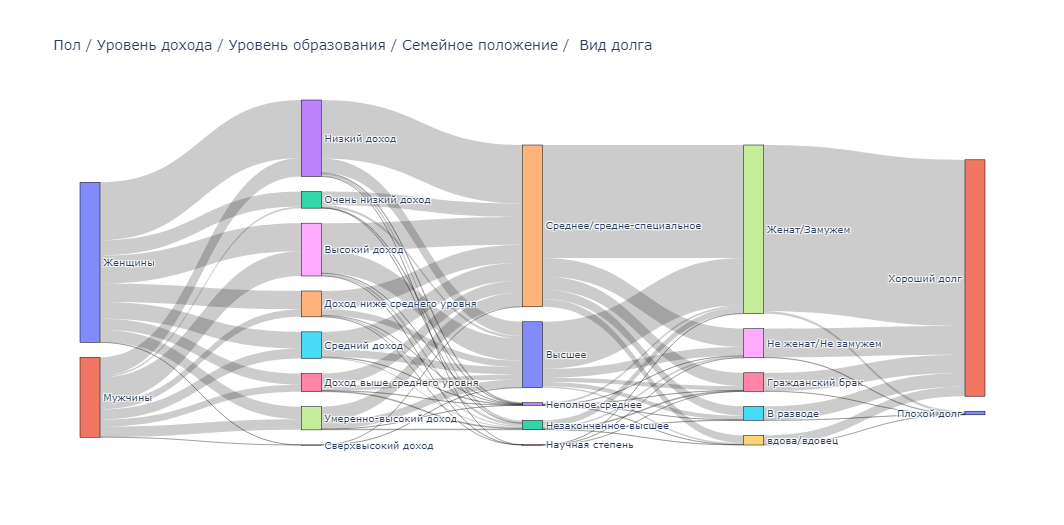 Пол / Уровень дохода / Уровень образования / Семейное положение /  Вид долга
Женщины
Мужчины
Низкий доход
Очень низкий доход
Высокий доход
Доход ниже среднего уровня
Средний доход
Доход выше среднего уровня
Умеренно-высокий доход
Сверхвысокий доход
Среднее/средне-специальное
Высшее
Неполное среднее
Незаконченное высшее
Научная степень
Женат/Замужем
Не женат/Не замужем
Гражданский брак
В разводе
вдова/вдовец
Хороший долг
Плохой долг